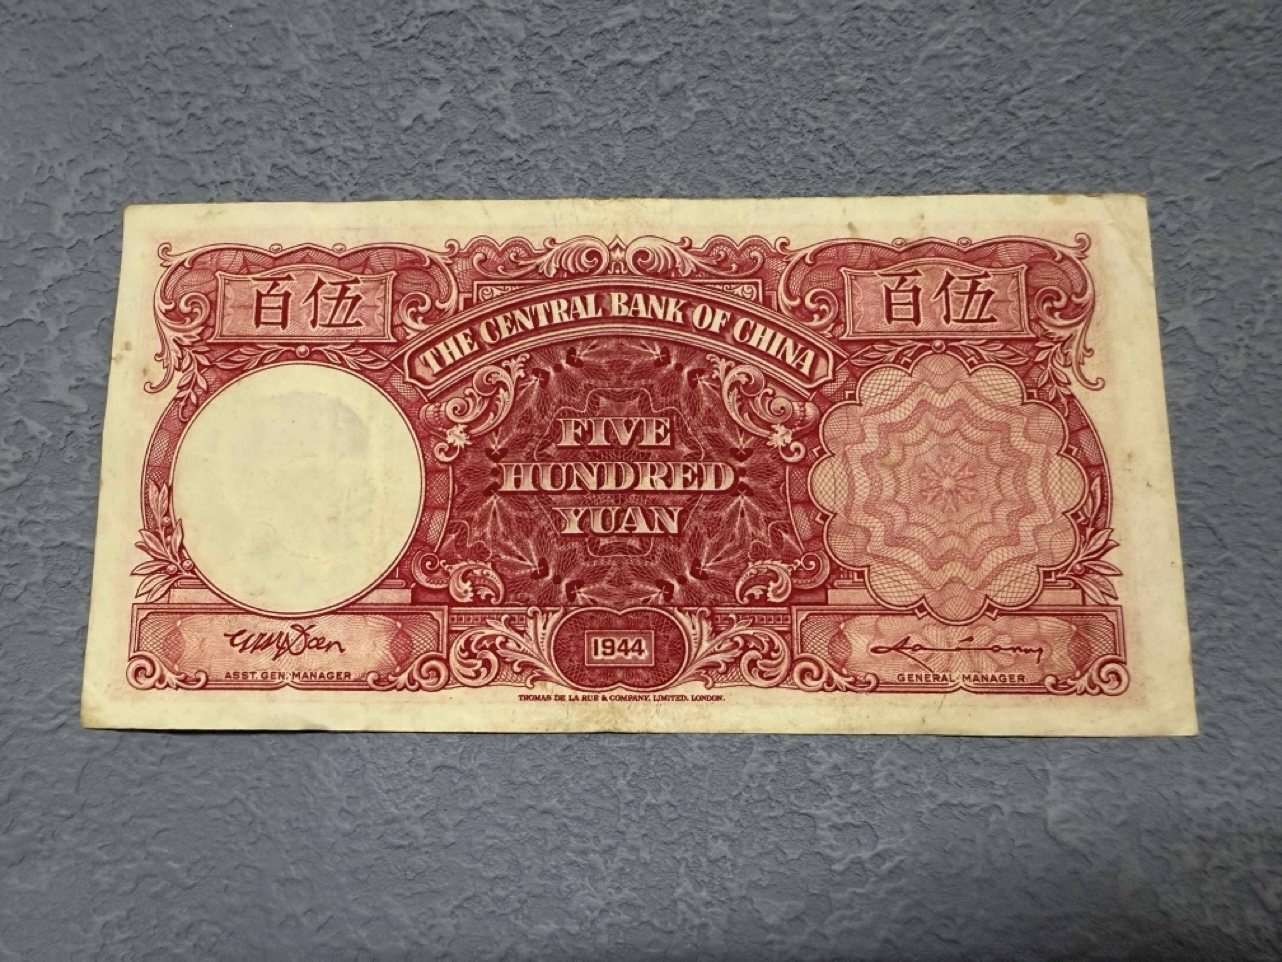 百伍
百伍
THE CENTRAL BANK OF CHINA
FIVE
HUNDRED
YUAN
1944
ASST. GEN. MANAGER
GENERAL MANAGER
THOMAS DE LA RUE & COMPANY, LIMITED, LONDON.